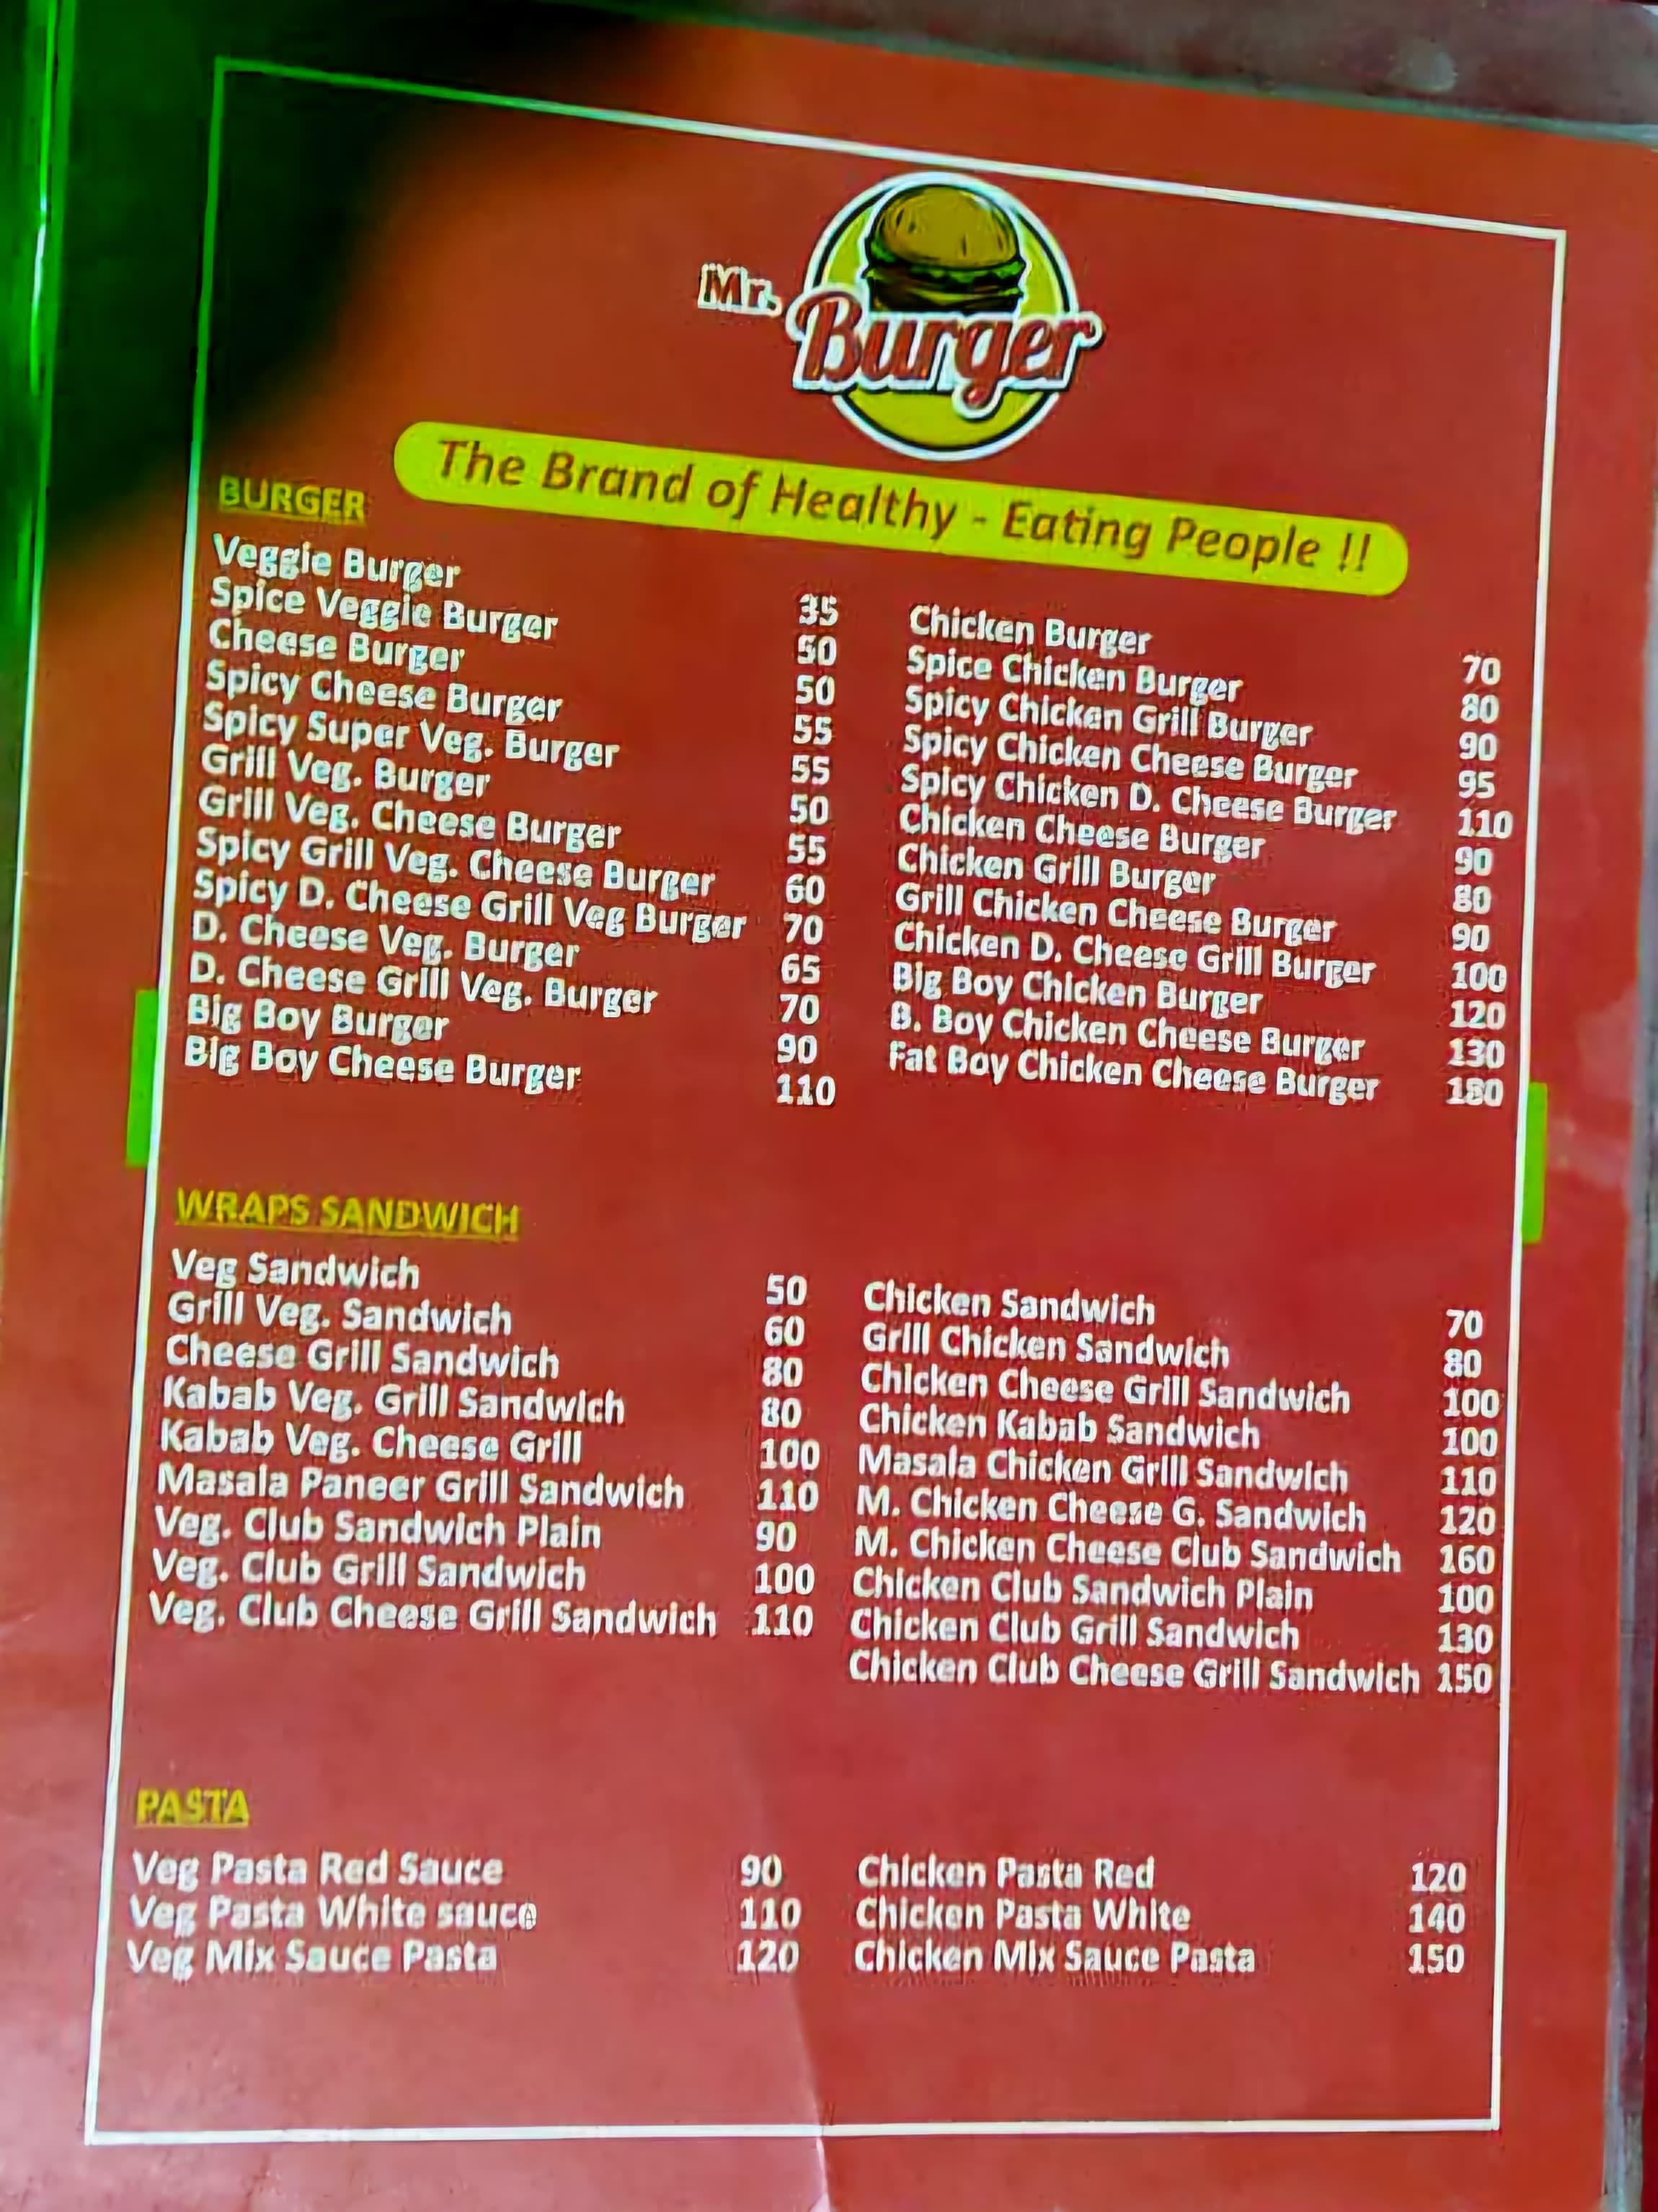 Mr.
Burger
The Brand of Healthy - Eating People !!
BURGER
Veggie Burger 35
Spice Veggie Burger 50
Cheese Burger 50
Spicy Cheese Burger 55
Spicy Super Veg. Burger 55
Grill Veg. Burger 50
Grill Veg. Cheese Burger 55
Spicy Grill Veg. Cheese Burger 60
Spicy D. Cheese Grill Veg Burger 70
D. Cheese Veg. Burger 65
D. Cheese Grill Veg. Burger 70
Big Boy Burger 90
Big Boy Cheese Burger 110
Chicken Burger 70
Spice Chicken Burger 80
Spicy Chicken Grill Burger 90
Spicy Chicken Cheese Burger 95
Spicy Chicken D. Cheese Burger 110
Chicken Cheese Burger 90
Chicken Grill Burger 80
Grill Chicken Cheese Burger 90
Chicken D. Cheese Grill Burger 100
Big Boy Chicken Burger 120
B. Boy Chicken Cheese Burger 130
Fat Boy Chicken Cheese Burger 180
WRAPS SANDWICH
Veg Sandwich 50
Grill Veg. Sandwich 60
Cheese Grill Sandwich 80
Kabab Veg. Grill Sandwich 80
Kabab Veg. Cheese Grill 100
Masala Paneer Grill Sandwich 110
Veg. Club Sandwich Plain 90
Veg. Club Grill Sandwich 100
Veg. Club Cheese Grill Sandwich 110
Chicken Sandwich 70
Grill Chicken Sandwich 80
Chicken Cheese Grill Sandwich 100
Chicken Kabab Sandwich 100
Masala Chicken Grill Sandwich 110
M. Chicken Cheese G. Sandwich 120
M. Chicken Cheese Club Sandwich 160
Chicken Club Sandwich Plain 100
Chicken Club Grill Sandwich 130
Chicken Club Cheese Grill Sandwich 150
PASTA
Veg Pasta Red Sauce 90
Veg Pasta White sauce 110
Veg Mix Sauce Pasta 120
Chicken Pasta Red 120
Chicken Pasta White 140
Chicken Mix Sauce Pasta 150